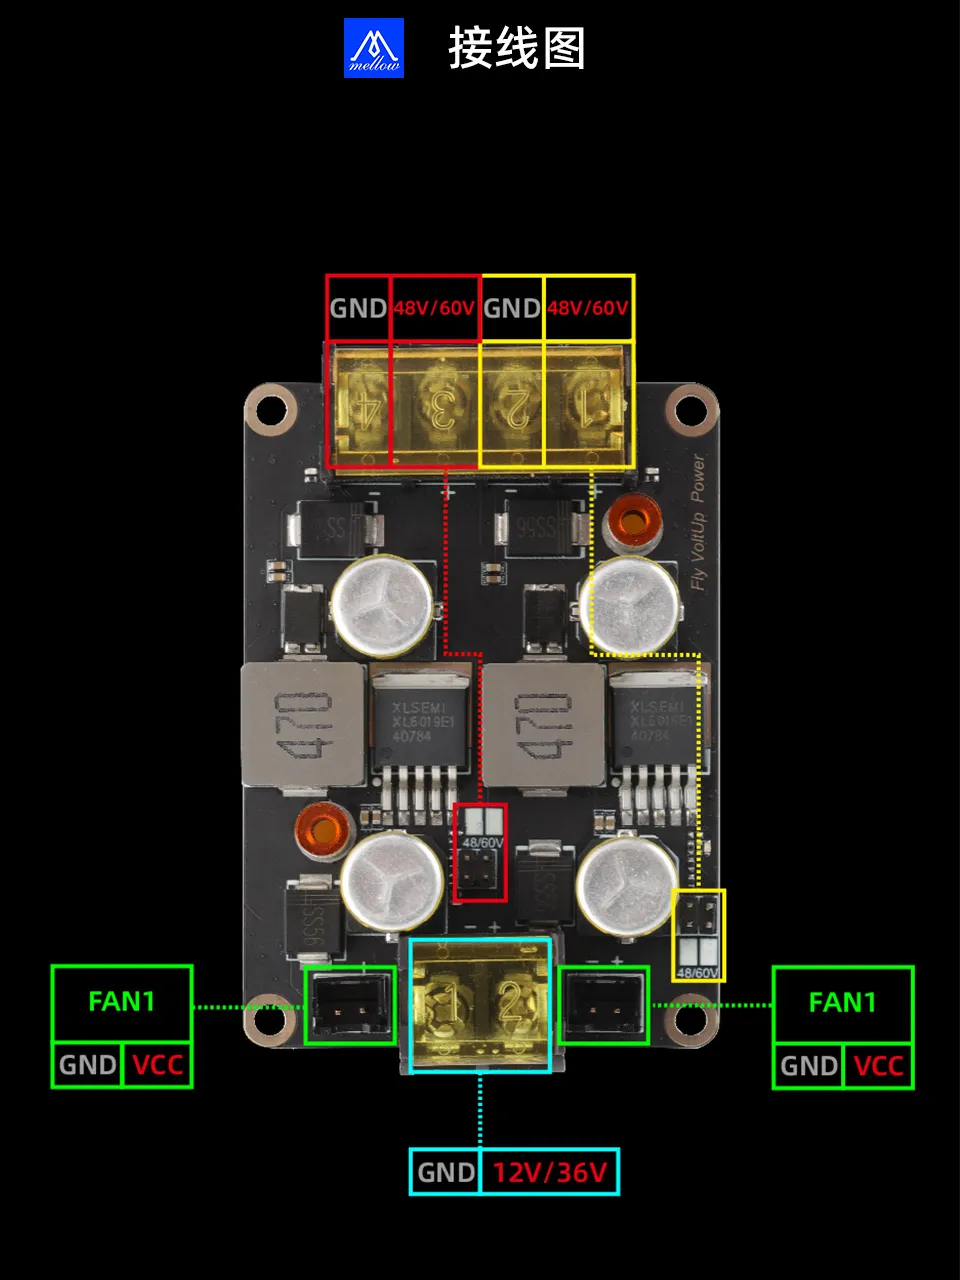 mellow
接线图
GND 48V/60V GND 48V/60V
4 3 2 1
- + - +
Fly VoltUp Power
SS56
470
XLSEMI
XL6019E1
40784
470
XLSEMI
XL6019E1
40784
48/60V
SS56
- +
48/60V
FAN1
GND VCC
1 2
- +
FAN1
GND VCC
GND 12V/36V